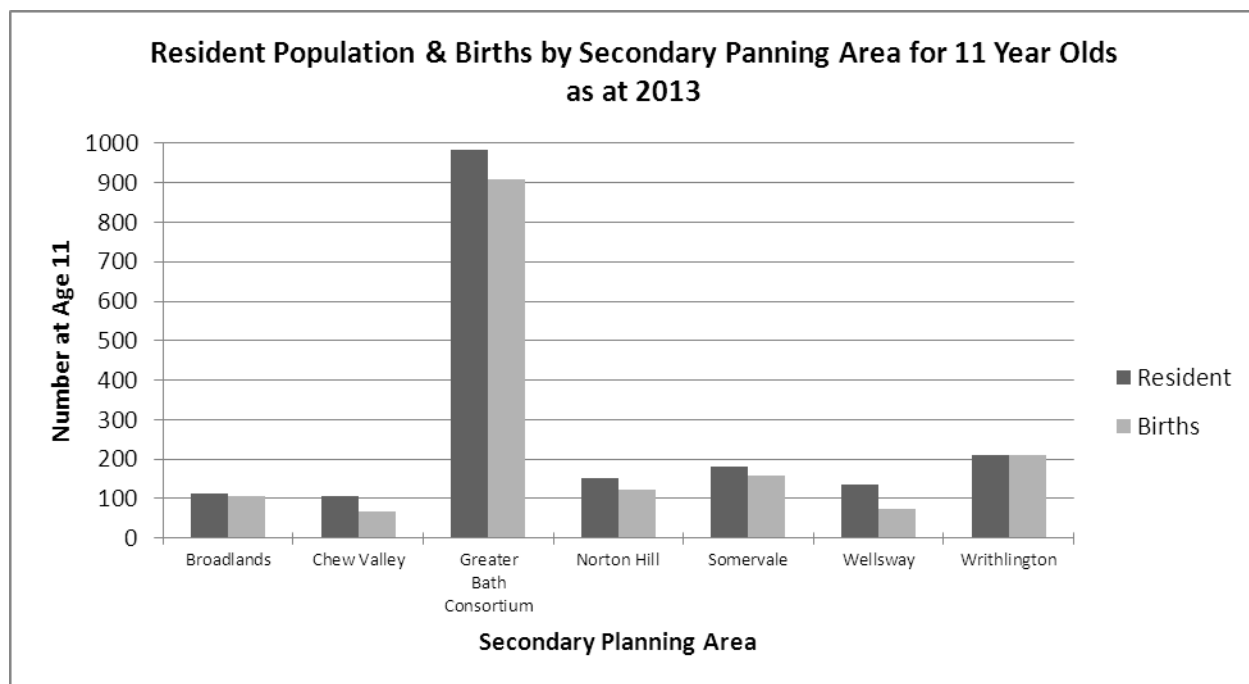 Resident Population & Births by Secondary Panning Area for 11 Year Olds
as at 2013
Number at Age 11
1000
900
800
700
600
500
400
300
200
100
0
Broadlands
Chew Valley
Greater
Bath
Consortium
Norton Hill
Somervale
Wellsway
Writhlington
Secondary Planning Area
Resident
Births